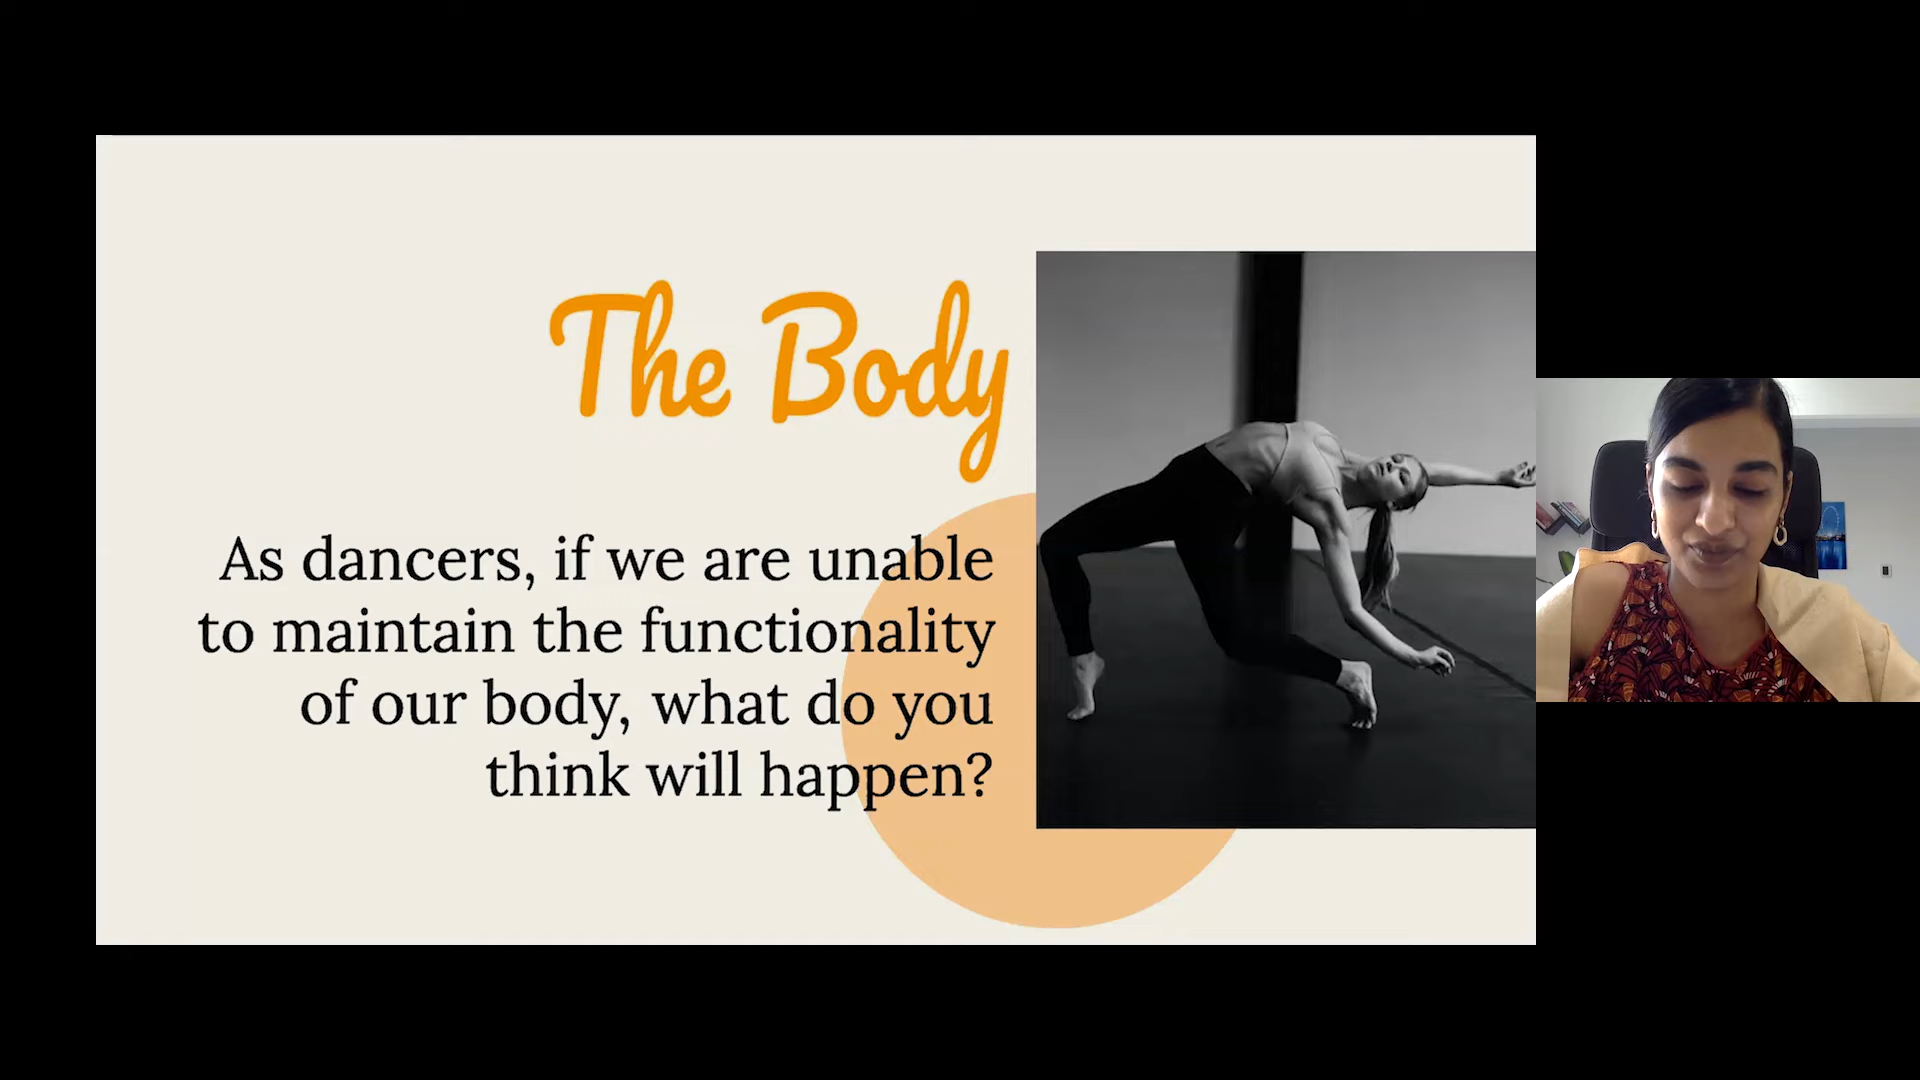 The Body
As dancers, if we are unable
to maintain the functionality
of our body, what do you
think will happen?